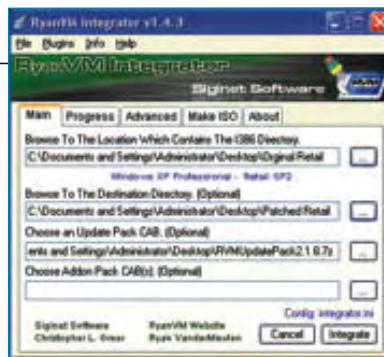 RyanVM Integrator v1.4.3
File Plugins Info Help
RyanVM Integrator
Siginet Software
Main Progress Advanced Make ISO About
Browse To The Location Which Contains The I386 Directory.
C:\Documents and Settings\Administrator\Desktop\Orginal Retail
...
Windows XP Professional - Retail SP2
Browse To The Destination Directory. (Optional)
C:\Documents and Settings\Administrator\Desktop\Patched Retail
...
Choose an Update Pack CAB. (Optional)
ents and Settings\Administrator\Desktop\RVMUpdatePack2.1.6.7z
...
Choose Addon Pack CAB(s). (Optional)
...
Config: integrator.ini
Siginet Software RyanVM Website
Christopher L. Ryan VanderMeulen
Cancel Integrate